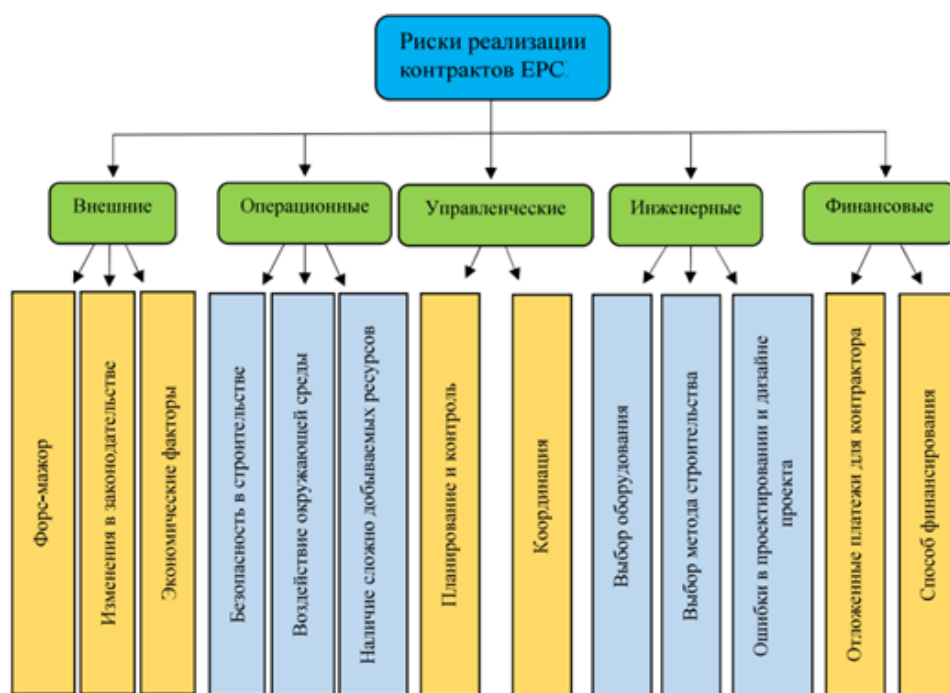 Риски реализации
контрактов EPC.
Внешние
Операционные
Управленческие
Инженерные
Финансовые
Форс-мажор
Изменения в законодательстве
Экономические факторы
Безопасность в строительстве
Воздействие окружающей среды
Наличие сложно добываемых ресурсов
Планирование и контроль
Координация
Выбор оборудования
Выбор метода строительства
Ошибки в проектировании и дизайне
проекта
Отложенные платежи для контрактора
Способ финансирования